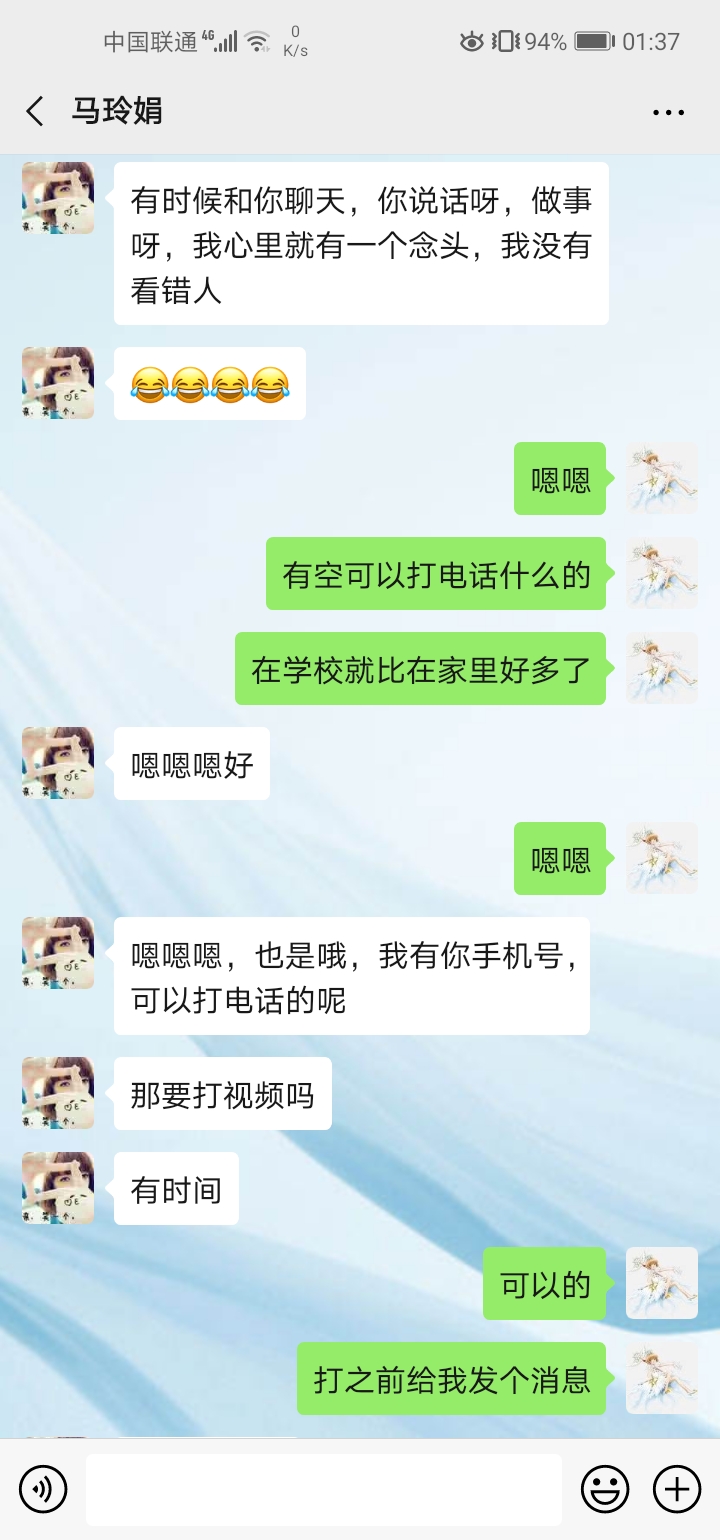 中国联通 4G 0 K/s 94% 01:37
马玲娟
有时候和你聊天，你说话呀，做事
呀，我心里就有一个念头，我没有
看错人
😂😂😂😂
嗯嗯
有空可以打电话什么的
在学校就比在家里好多了
嗯嗯嗯好
嗯嗯
嗯嗯嗯，也是哦，我有你手机号，
可以打电话的呢
那要打视频吗
有时间
可以的
打之前给我发个消息